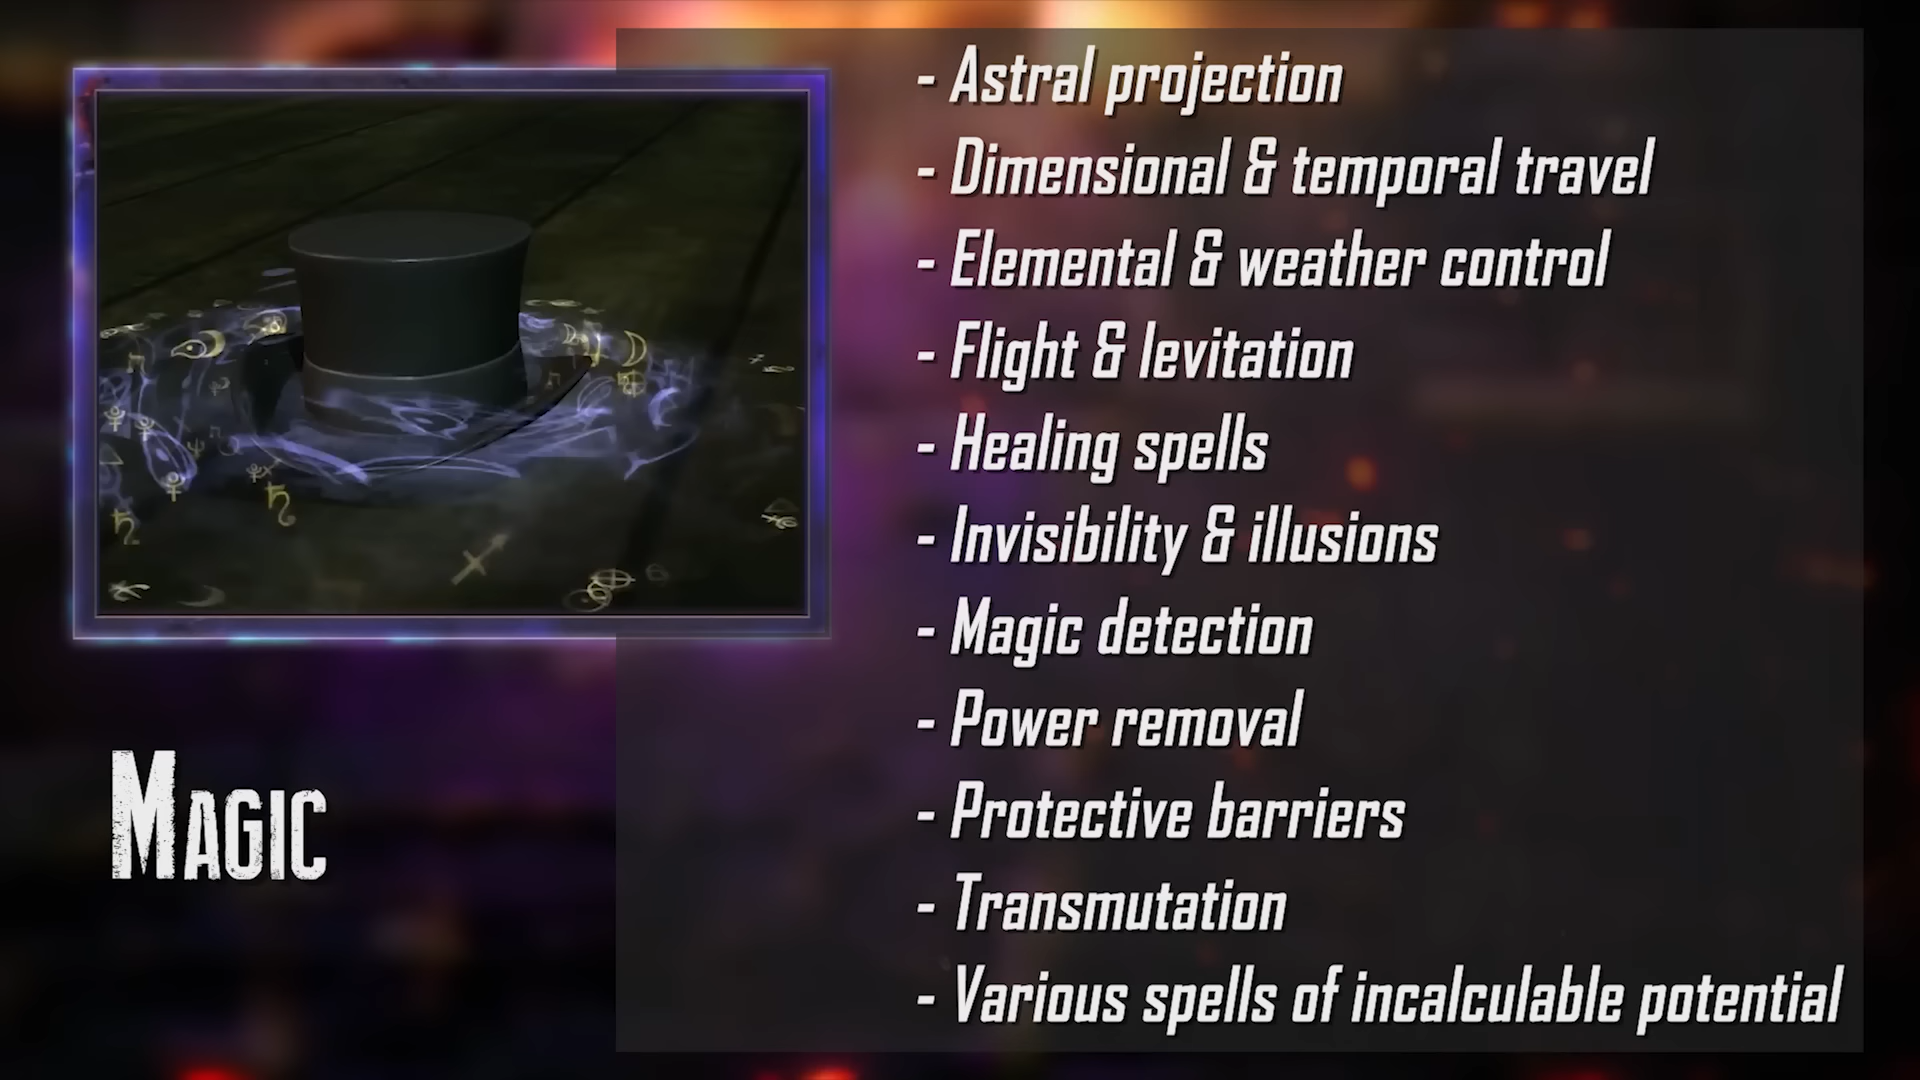 - Astral projection
- Dimensional & temporal travel
- Elemental & weather control
- Flight & levitation
- Healing spells
- Invisibility & illusions
- Magic detection
- Power removal
- Protective barriers
- Transmutation
- Various spells of incalculable potential
Magic